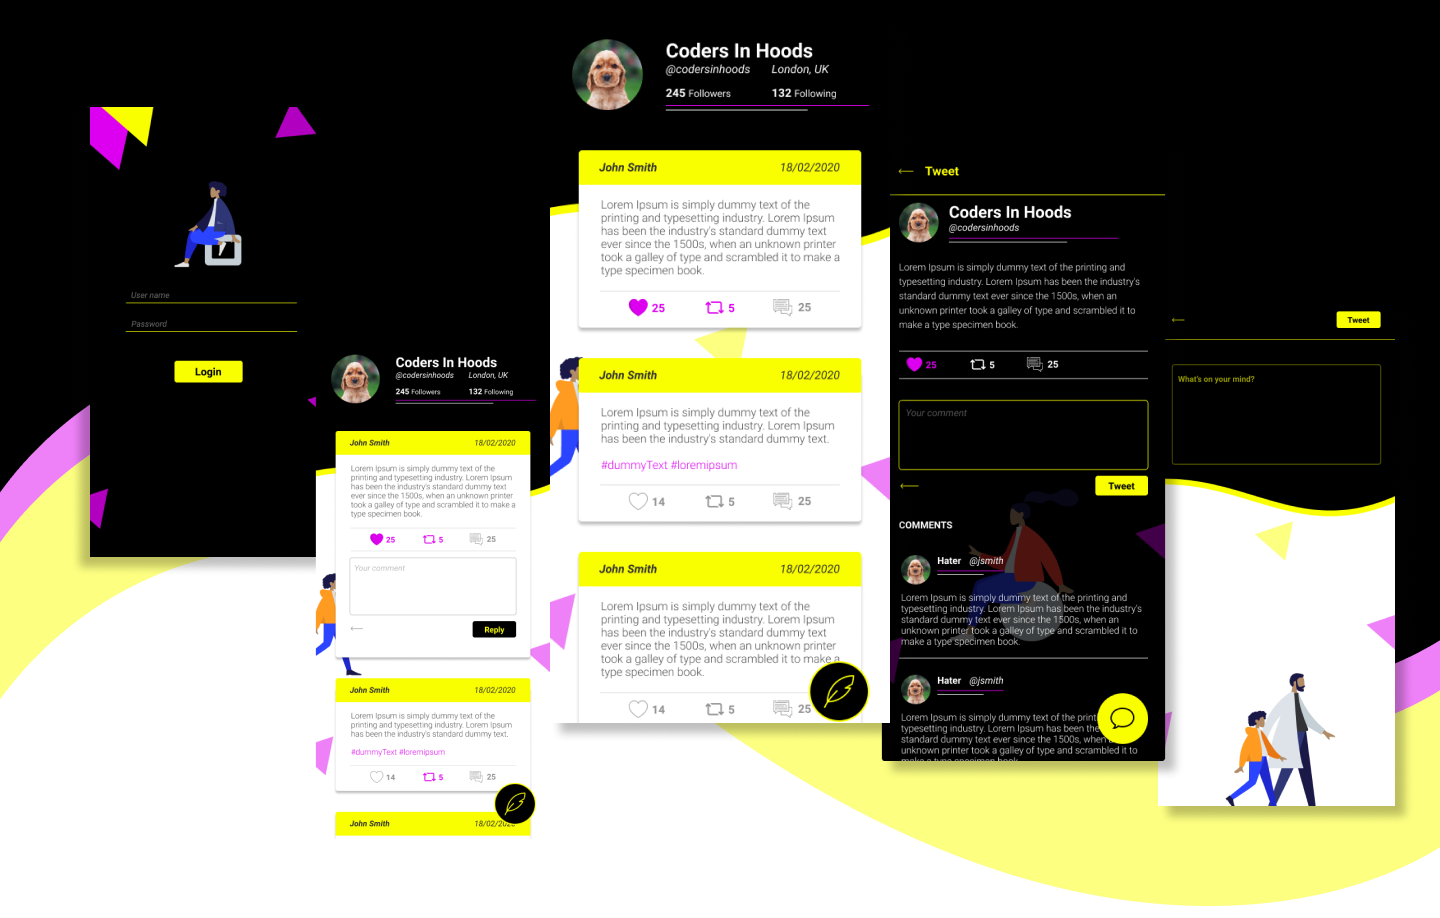 User name
Password
Login
Coders In Hoods
@codersinhoods London, UK
245 Followers 132 Following
John Smith 18/02/2020
Lorem Ipsum is simply dummy text of the
printing and typesetting industry. Lorem Ipsum
has been the industry's standard dummy text
ever since the 1500s, when an unknown printer
took a galley of type and scrambled it to make a
type specimen book.
25 5 25
Your comment
Reply
John Smith 18/02/2020
Lorem Ipsum is simply dummy text of the
printing and typesetting industry. Lorem Ipsum
has been the industry's standard dummy text.
#dummyText #loremipsum
14 5 25
John Smith 18/02/2020
Coders In Hoods
@codersinhoods London, UK
245 Followers 132 Following
John Smith 18/02/2020
Lorem Ipsum is simply dummy text of the
printing and typesetting industry. Lorem Ipsum
has been the industry's standard dummy text
ever since the 1500s, when an unknown printer
took a galley of type and scrambled it to make a
type specimen book.
25 5 25
John Smith 18/02/2020
Lorem Ipsum is simply dummy text of the
printing and typesetting industry. Lorem Ipsum
has been the industry's standard dummy text.
#dummyText #loremipsum
14 5 25
John Smith 18/02/2020
Lorem Ipsum is simply dummy text of the
printing and typesetting industry. Lorem Ipsum
has been the industry's standard dummy text
ever since the 1500s, when an unknown printer
took a galley of type and scrambled it to make a
type specimen book.
14 5 25
Tweet
Coders In Hoods
@codersinhoods
Lorem Ipsum is simply dummy text of the printing and
typesetting industry. Lorem Ipsum has been the industry's
standard dummy text ever since the 1500s, when an
unknown printer took a galley of type and scrambled it to
make a type specimen book.
25 5 25
Your comment
Tweet
COMMENTS
Hater @jsmith
Lorem Ipsum is simply dummy text of the printing and
typesetting industry. Lorem Ipsum has been the industry's
standard dummy text ever since the 1500s, when an
unknown printer took a galley of type and scrambled it to
make a type specimen book.
Hater @jsmith
Lorem Ipsum is simply dummy text of the print
typesetting industry. Lorem Ipsum has been th
standard dummy text ever since the 1500s, when
unknown printer took a galley of type and scrambled it to
make a type specimen book.
Tweet
What's on your mind?